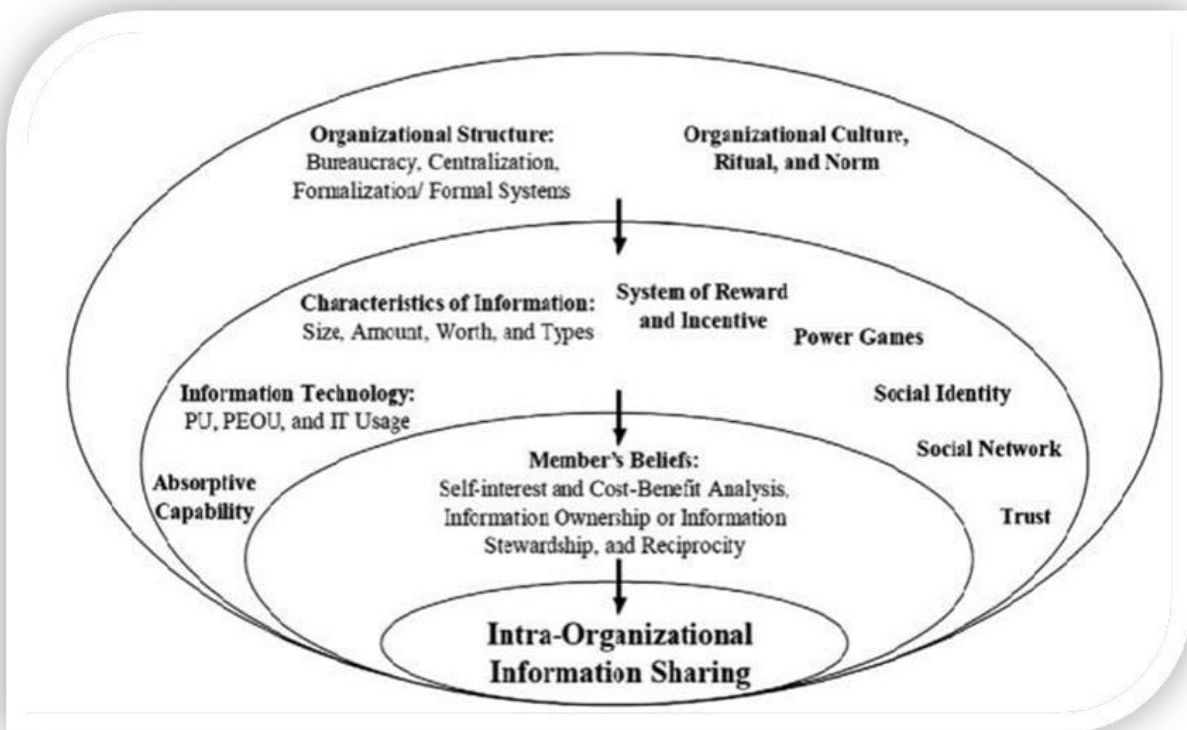 Organizational Structure:
Bureaucracy, Centralization,
Formalization/ Formal Systems
Organizational Culture,
Ritual, and Norm
Characteristics of Information:
Size, Amount, Worth, and Types
System of Reward
and Incentive
Power Games
Information Technology:
PU, PEOU, and IT Usage
Social Identity
Absorptive
Capability
Social Network
Trust
Member's Beliefs:
Self-interest and Cost-Benefit Analysis,
Information Ownership or Information
Stewardship, and Reciprocity
Intra-Organizational
Information Sharing